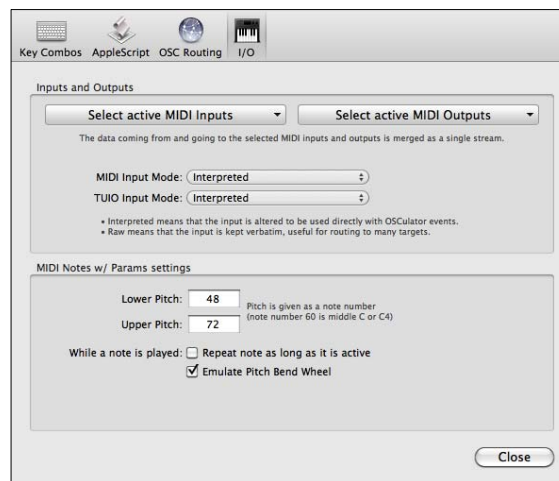 Key Combos AppleScript OSC Routing I/O
Inputs and Outputs
Select active MIDI Inputs Select active MIDI Outputs
The data coming from and going to the selected MIDI inputs and outputs is merged as a single stream.
MIDI Input Mode: Interpreted
TUIO Input Mode: Interpreted
• Interpreted means that the input is altered to be used directly with OSCulator events.
• Raw means that the input is kept verbatim, useful for routing to many targets.
MIDI Notes w/ Params settings
Lower Pitch: 48
Pitch is given as a note number
(note number 60 is middle C or C4)
Upper Pitch: 72
While a note is played: Repeat note as long as it is active
Emulate Pitch Bend Wheel
Close